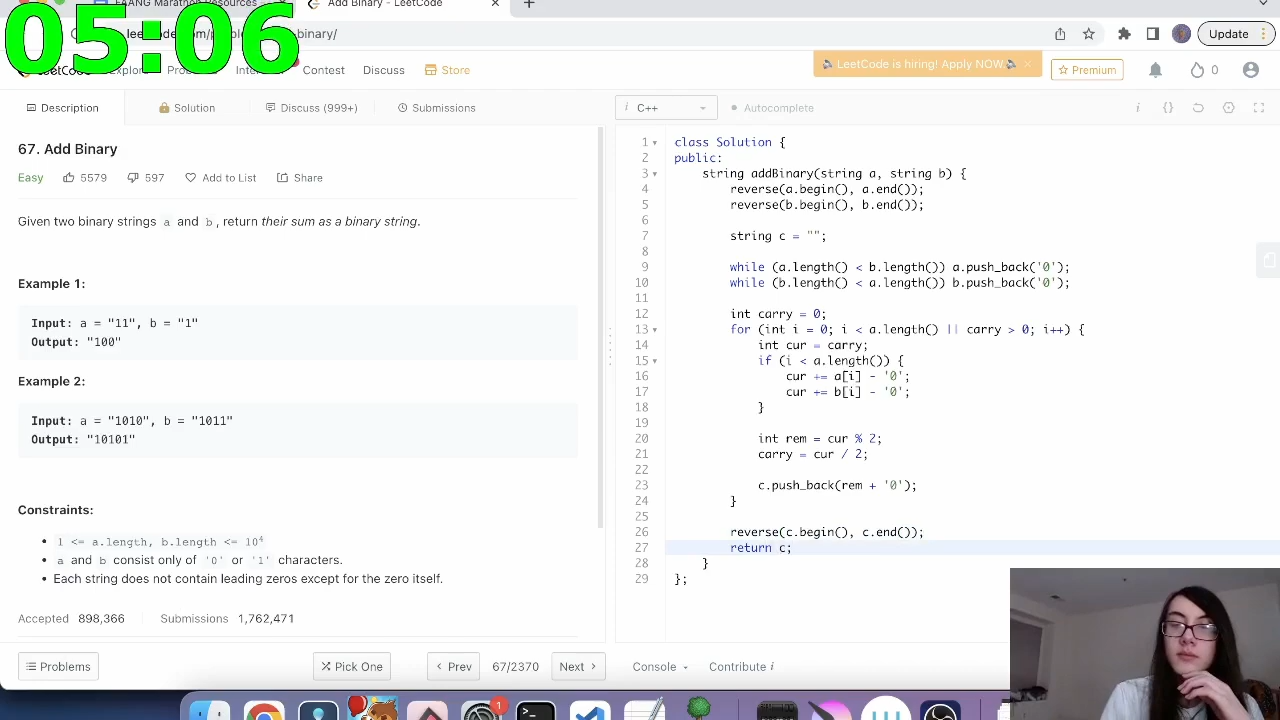 05:06
FAANG Marathon Resources
Add Binary - LeetCode
binary/
Update
Contest
Discuss
Store
LeetCode is hiring! Apply NOW.
Premium
0
Description
Solution
Discuss (999+)
Submissions
i C++
Autocomplete
67. Add Binary
Easy
5579
597
Add to List
Share
Given two binary strings a and b, return their sum as a binary string.
Example 1:
Input: a = "11", b = "1"
Output: "100"
Example 2:
Input: a = "1010", b = "1011"
Output: "10101"
Constraints:
1 <= a.length, b.length <= 10⁴
a and b consist only of '0' or '1' characters.
Each string does not contain leading zeros except for the zero itself.
Accepted 898,366
Submissions 1,762,471
Problems
Pick One
Prev
67/2370
Next
1 class Solution {
2 public:
3 string addBinary(string a, string b) {
4 reverse(a.begin(), a.end());
5 reverse(b.begin(), b.end());
6
7 string c = "";
8
9 while (a.length() < b.length()) a.push_back('0');
10 while (b.length() < a.length()) b.push_back('0');
11
12 int carry = 0;
13 for (int i = 0; i < a.length() || carry > 0; i++) {
14 int cur = carry;
15 if (i < a.length()) {
16 cur += a[i] - '0';
17 cur += b[i] - '0';
18 }
19
20 int rem = cur % 2;
21 carry = cur / 2;
22
23 c.push_back(rem + '0');
24 }
25
26 reverse(c.begin(), c.end());
27 return c;
28 }
29 };
Console
Contribute i
1